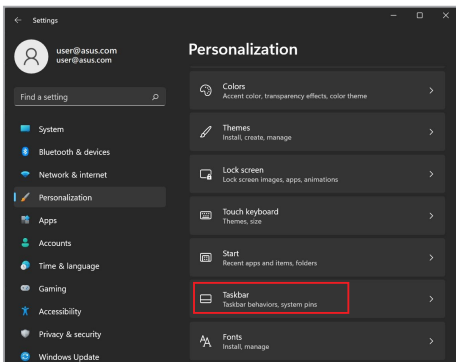 Settings
user@asus.com
user@asus.com
Find a setting
System
Bluetooth & devices
Network & internet
Personalization
Apps
Accounts
Time & language
Gaming
Accessibility
Privacy & security
Windows Update
Personalization
Colors
Accent color, transparency effects, color theme
Themes
Install, create, manage
Lock screen
Lock screen images, apps, animations
Touch keyboard
Themes, size
Start
Recent apps and items, folders
Taskbar
Taskbar behaviors, system pins
Fonts
Install, manage